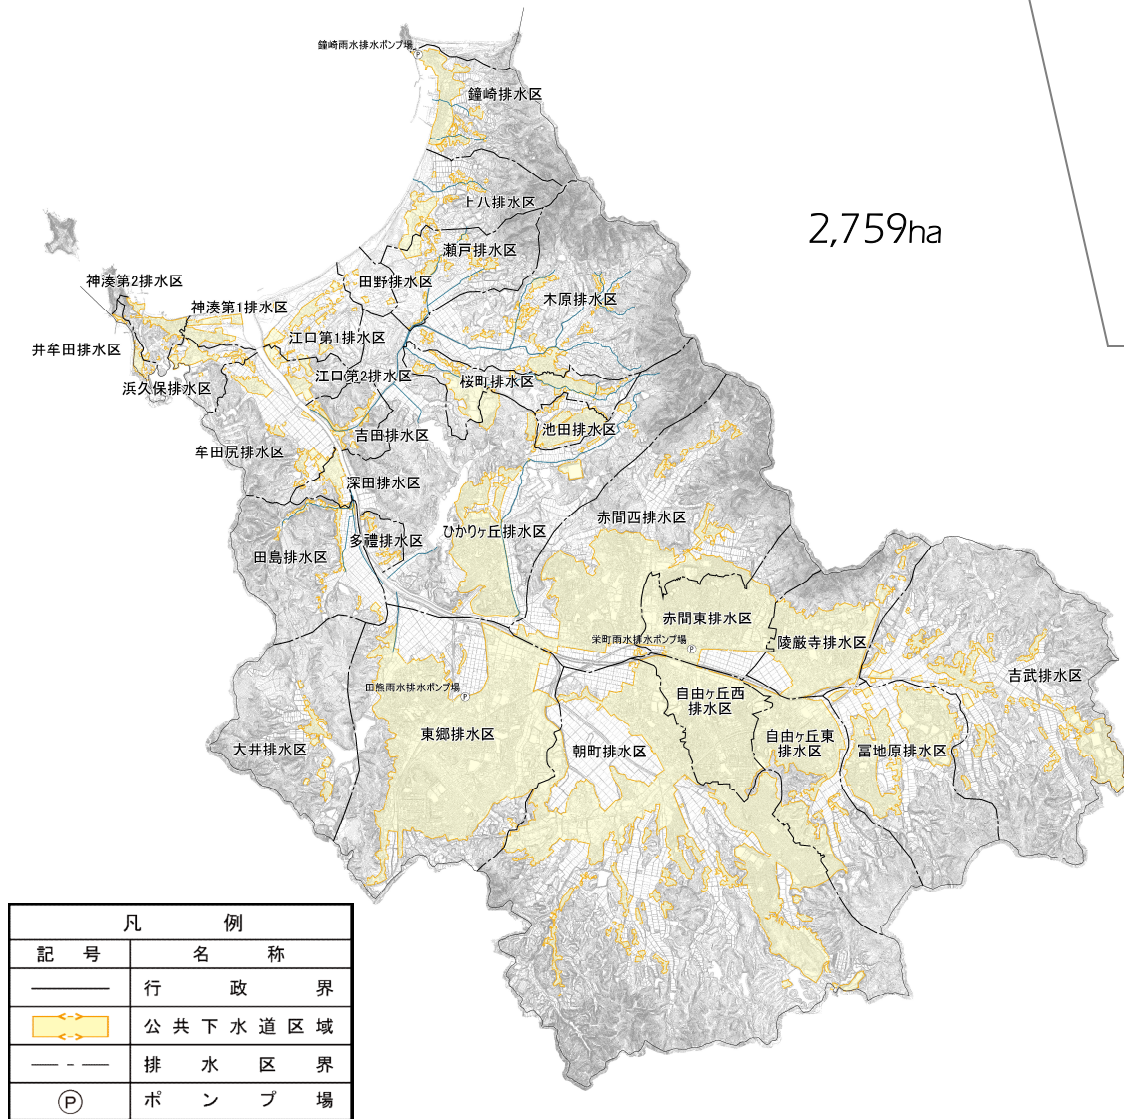 鐘崎雨水排水ポンプ場
P
鐘崎排水区
上八排水区
2,759ha
瀬戸排水区
神湊第2排水区
田野排水区
木原排水区
神湊第1排水区
江口第1排水区
井牟田排水区
江口第2排水区
桜町排水区
浜久保排水区
池田排水区
吉田排水区
牟田尻排水区
深田排水区
赤間西排水区
ひかりヶ丘排水区
多禮排水区
田島排水区
赤間東排水区
栄町雨水排水ポンプ場
P
陵厳寺排水区
吉武排水区
田熊雨水排水ポンプ場
P
自由ヶ丘西
排水区
東郷排水区
自由ヶ丘東
排水区
大井排水区
朝町排水区
冨地原排水区
凡 例
記 号 名 称
行 政 界
公共下水道区域
排 水 区 界
P ポ ン プ 場